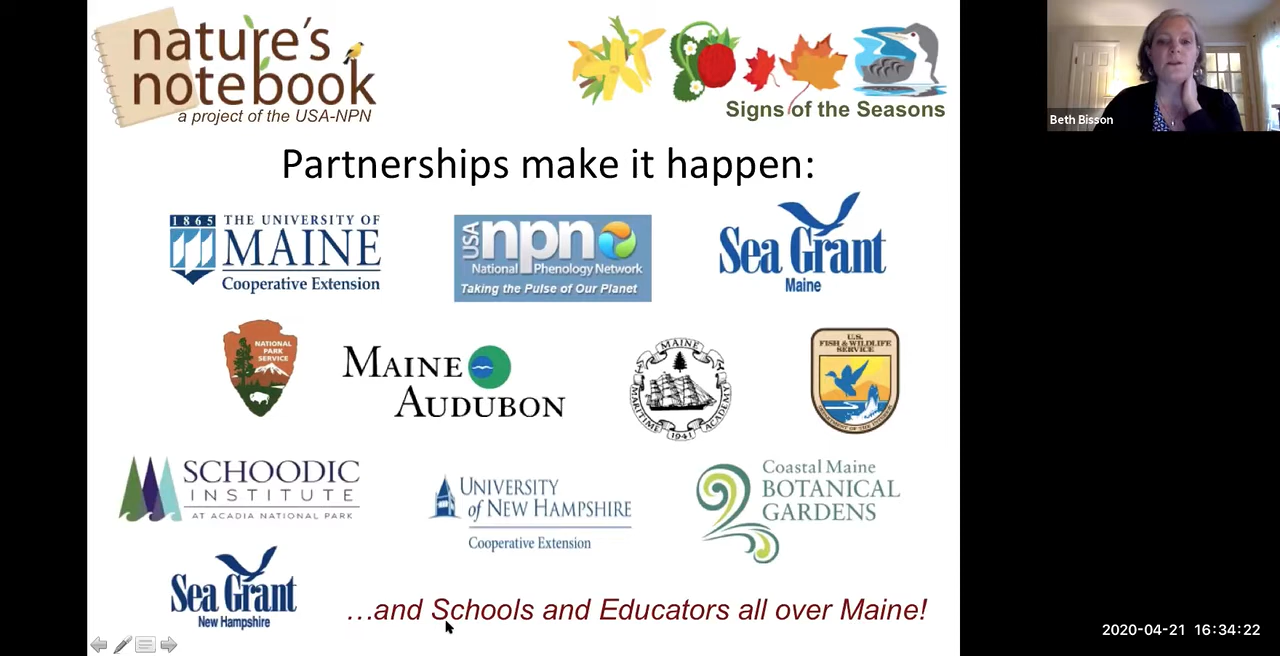 nature's
notebook
a project of the USA-NPN
Signs of the Seasons
Beth Bisson
Partnerships make it happen:
1865 THE UNIVERSITY OF
MAINE
Cooperative Extension
USA npn
National Phenology Network
Taking the Pulse of Our Planet
Sea Grant
Maine
NATIONAL
PARK
SERVICE
MAINE
AUDUBON
MAINE
MARITIME
ACADEMY
1941
U.S.
FISH & WILDLIFE
SERVICE
DEPARTMENT OF THE INTERIOR
SCHOODIC
INSTITUTE
AT ACADIA NATIONAL PARK
UNIVERSITY
of NEW HAMPSHIRE
Cooperative Extension
Coastal Maine
BOTANICAL
GARDENS
Sea Grant
New Hampshire
...and Schools and Educators all over Maine!
2020-04-21 16:34:22